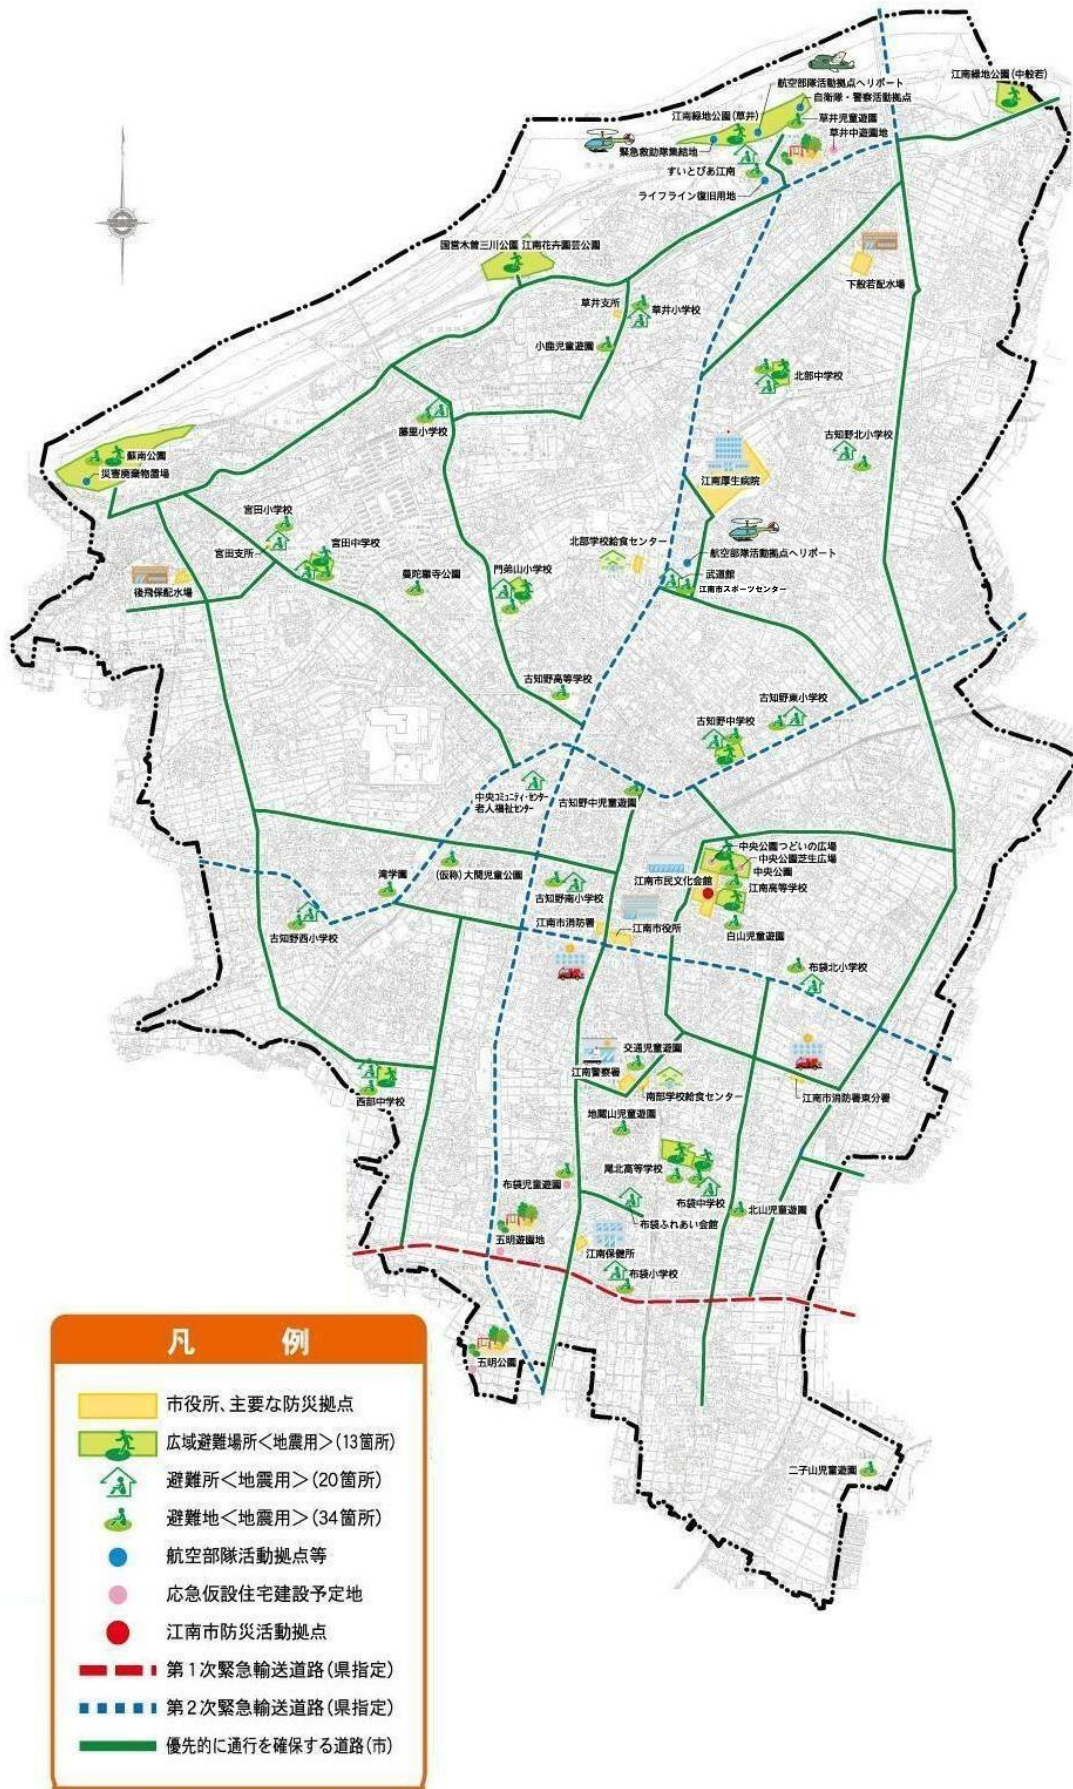 江南緑地公園(中般若)
航空部隊活動拠点ヘリポート
自衛隊・警察活動拠点
江南緑地公園(草井)
草井児童遊園
草井中遊園地
緊急救助隊集結地
すいとぴあ江南
ライフライン復旧用地
国営木曽三川公園 江南花卉園芸公園
下般若配水場
草井支所
草井小学校
小鹿児童遊園
北部中学校
藤里小学校
古知野北小学校
蘇南公園
災害廃棄物置場
江南厚生病院
宮田小学校
宮田支所
宮田中学校
北部学校給食センター
航空部隊活動拠点ヘリポート
後飛保配水場
曼陀羅寺公園
門弟山小学校
武道館
江南市スポーツセンター
古知野高等学校
古知野東小学校
古知野中学校
中央コミュニティ・センター
老人福祉センター
古知野中児童遊園
中央公園つどいの広場
中央公園芝生広場
中央公園
滝学園
(仮称)大間児童公園
江南市民文化会館
江南高等学校
古知野南小学校
古知野西小学校
江南市消防署
江南市役所
白山児童遊園
布袋北小学校
交通児童遊園
江南警察署
南部学校給食センター
江南市消防署東分署
西部中学校
地蔵山児童遊園
尾北高等学校
布袋児童遊園
布袋中学校
北山児童遊園
布袋ふれあい会館
五明遊園地
江南保健所
布袋小学校
五明公園
二子山児童遊園
凡 例
市役所、主要な防災拠点
広域避難場所<地震用>(13箇所)
避難所<地震用>(20箇所)
避難地<地震用>(34箇所)
航空部隊活動拠点等
応急仮設住宅建設予定地
江南市防災活動拠点
第1次緊急輸送道路(県指定)
第2次緊急輸送道路(県指定)
優先的に通行を確保する道路(市)